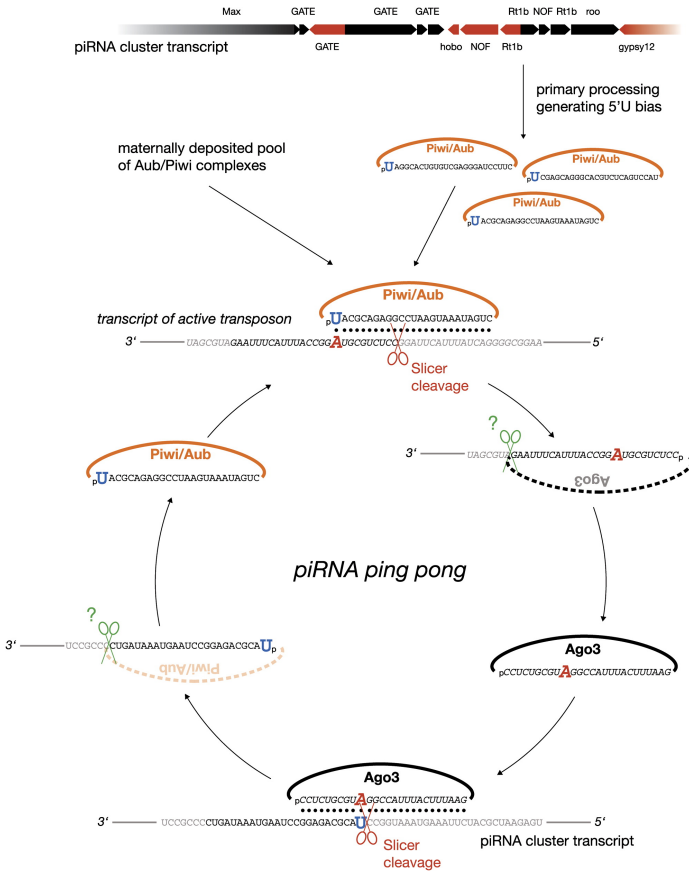 Max GATE GATE GATE Rt1b NOF Rt1b roo
GATE hobo NOF Rt1b gypsy12
piRNA cluster transcript
primary processing
generating 5'U bias
maternally deposited pool
of Aub/Piwi complexes
Piwi/Aub
pUAGGCACUGUGUCGAGGGAUCCUUC
Piwi/Aub
pUCGAGCAGGGCACGUCUCAGUCCAU
Piwi/Aub
pUACGCAGAGGCCUAAGUAAAUAGUC
Piwi/Aub
pUACGCAGAGGCCUAAGUAAAUAGUC
transcript of active transposon
3‘ UAGCGUAGAAUUUCAUUUACCGGAUGCGUCUCCGGAUUCAUUUAUCAGGGGCGGAA 5‘
Slicer
cleavage
?
UAGCGUAGAAUUUCAUUUACCGGAUGCGUCUCCp
3‘
Ago3
Piwi/Aub
pUACGCAGAGGCCUAAGUAAAUAGUC
piRNA ping pong
?
3‘ UCCGCCCCUGAUAAAUGAAUCCGGAGACGCAUp
Piwi/Aub
Ago3
pCCUCUGCGUAGGCCAUUUACUUUAAG
Ago3
pCCUCUGCGUAGGCCAUUUACUUUAAG
3‘ UCCGCCCCUGAUAAAUGAAUCCGGAGACGCAUCCGGUAAAUGAAAUUCUACGCUAAGAGU 5‘
piRNA cluster transcript
Slicer
cleavage